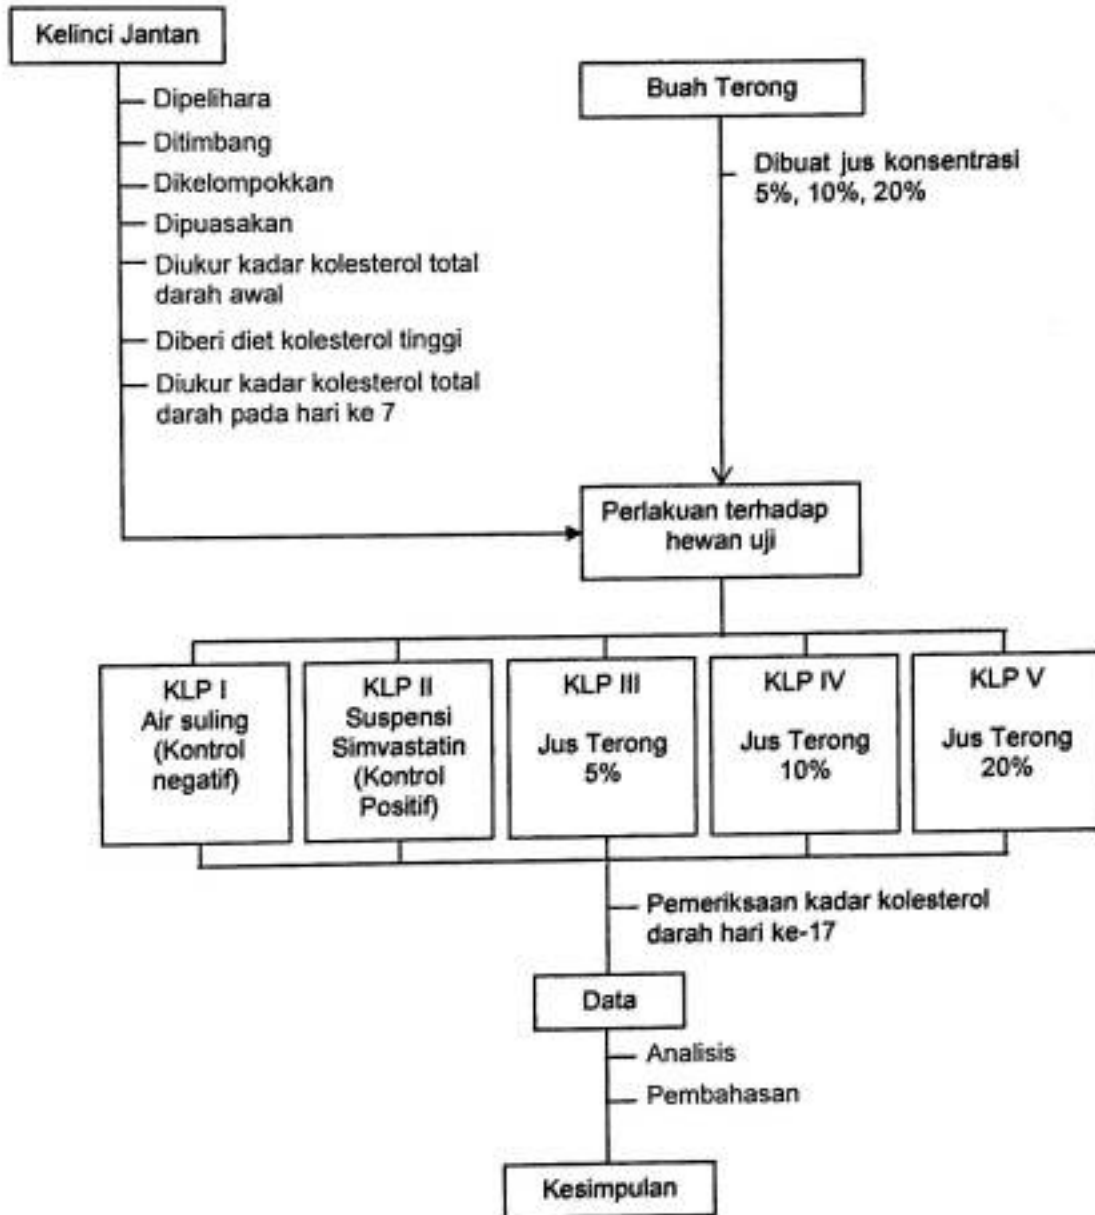 Kelinci Jantan
Dipelihara
Ditimbang
Dikelompokkan
Dipuasakan
Diukur kadar kolesterol total
darah awal
Diberi diet kolesterol tinggi
Diukur kadar kolesterol total
darah pada hari ke 7
Buah Terong
Dibuat jus konsentrasi
5%, 10%, 20%
Perlakuan terhadap
hewan uji
KLP I
Air suling
(Kontrol
negatif)
KLP II
Suspensi
Simvastatin
(Kontrol
Positif)
KLP III
Jus Terong
5%
KLP IV
Jus Terong
10%
KLP V
Jus Terong
20%
Pemeriksaan kadar kolesterol
darah hari ke-17
Data
Analisis
Pembahasan
Kesimpulan